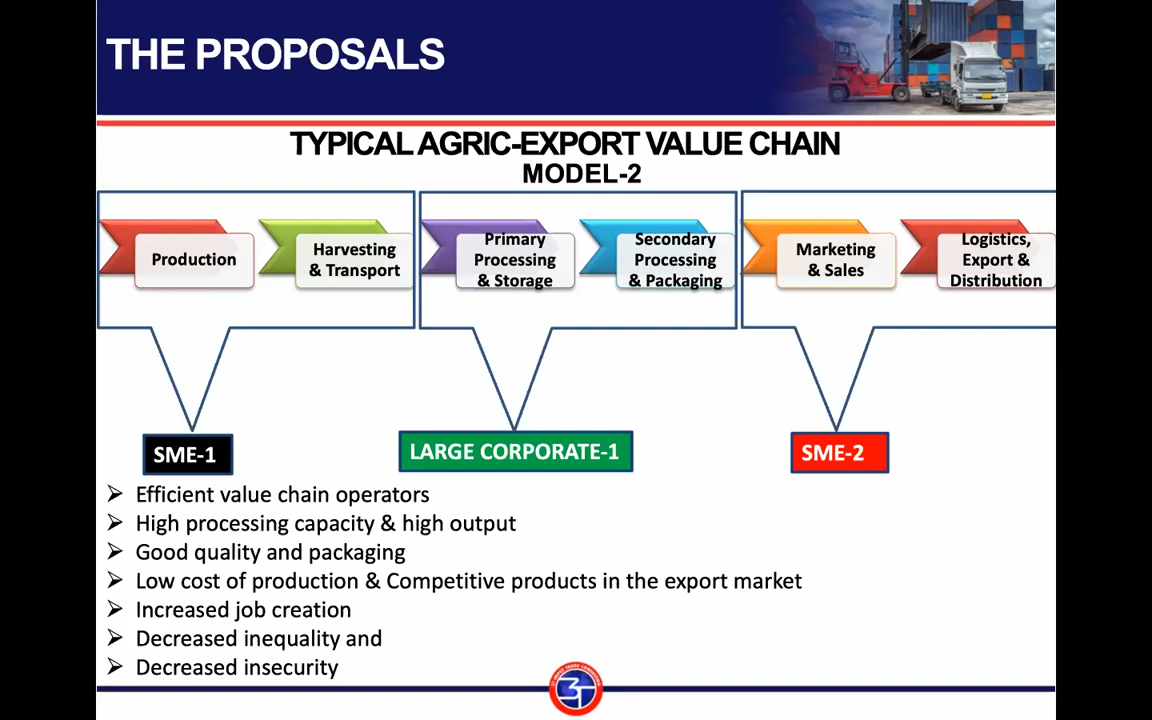 THE PROPOSALS
TYPICAL AGRIC-EXPORT VALUE CHAIN
MODEL-2
Production
Harvesting
& Transport
Primary
Processing
& Storage
Secondary
Processing
& Packaging
Marketing
& Sales
Logistics,
Export &
Distribution
SME-1
LARGE CORPORATE-1
SME-2
➢ Efficient value chain operators
➢ High processing capacity & high output
➢ Good quality and packaging
➢ Low cost of production & Competitive products in the export market
➢ Increased job creation
➢ Decreased inequality and
➢ Decreased insecurity
3T